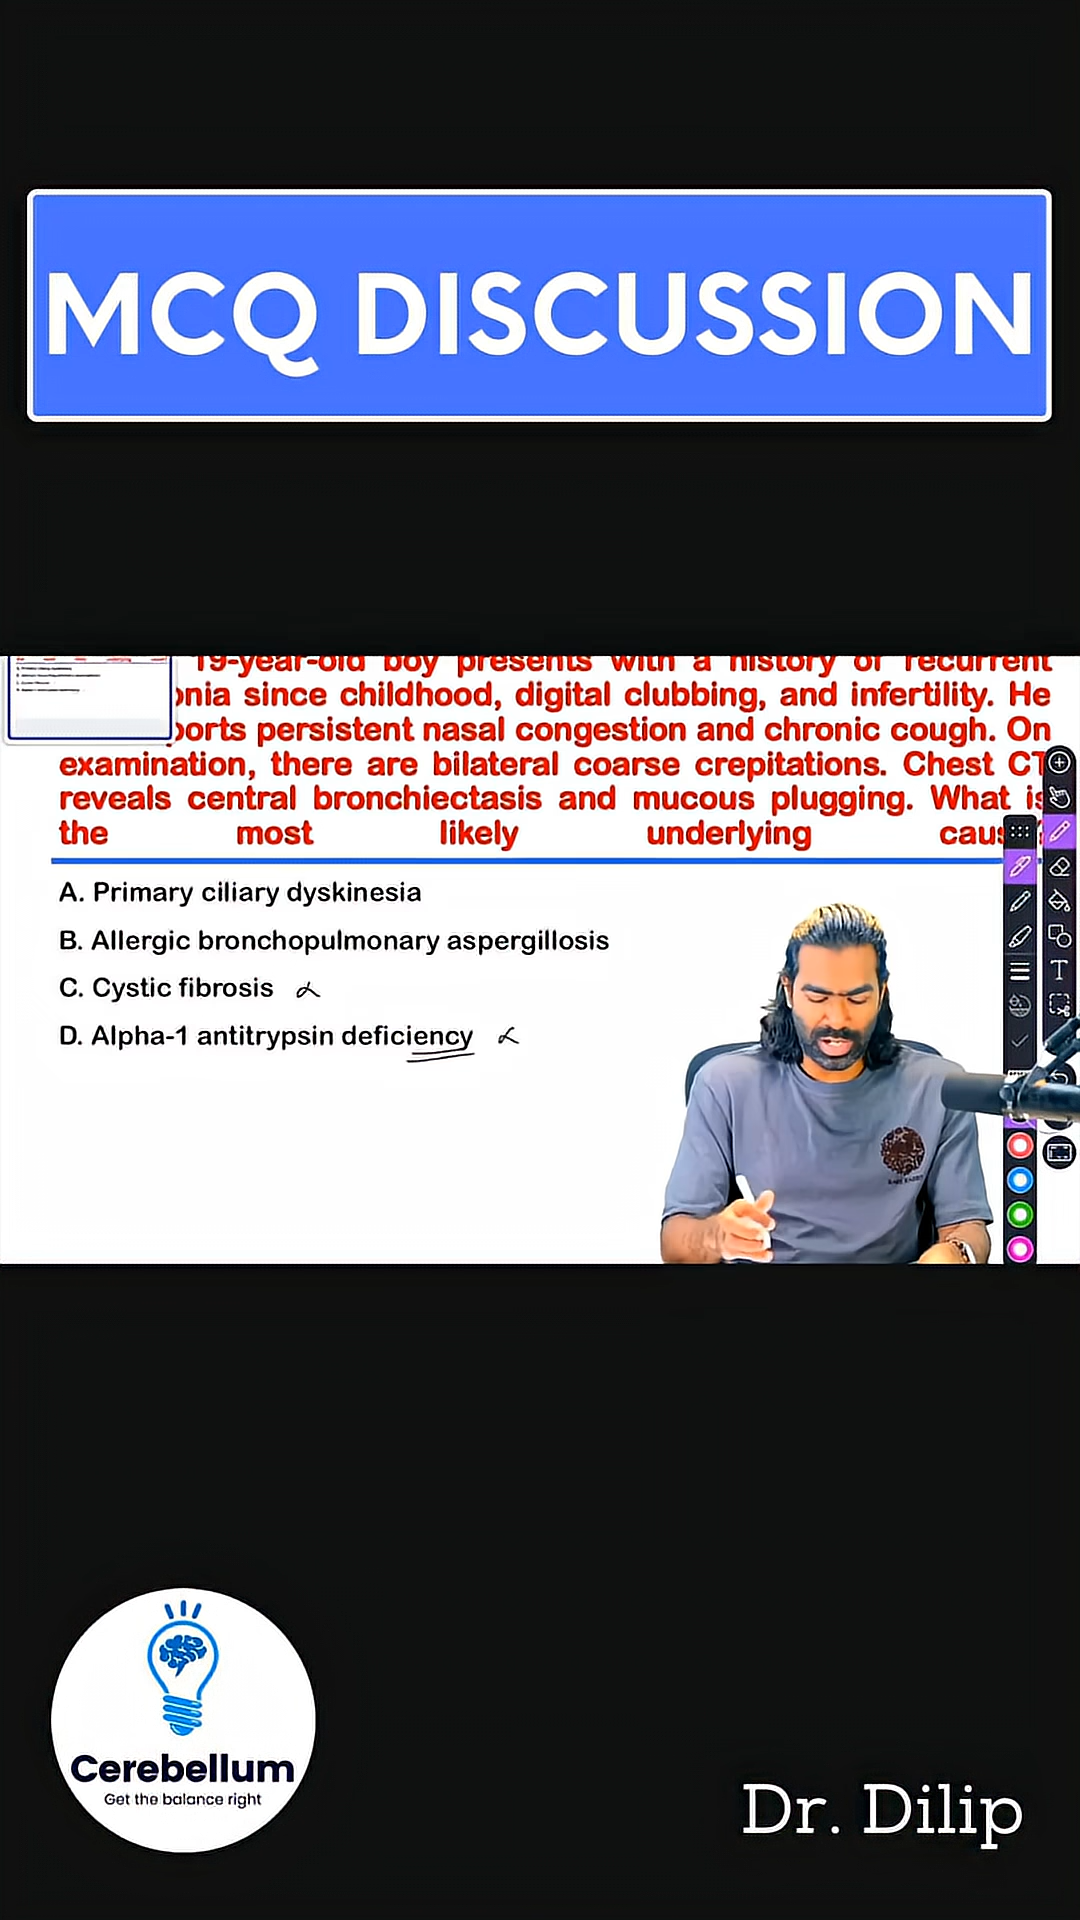 MCQ DISCUSSION
19-year-old boy presents with a history of recurrent
onia since childhood, digital clubbing, and infertility. He
ports persistent nasal congestion and chronic cough. On
examination, there are bilateral coarse crepitations. Chest CT
reveals central bronchiectasis and mucous plugging. What is
the most likely underlying caus
A. Primary ciliary dyskinesia
B. Allergic bronchopulmonary aspergillosis
C. Cystic fibrosis
D. Alpha-1 antitrypsin deficiency
Cerebellum
Get the balance right
Dr. Dilip